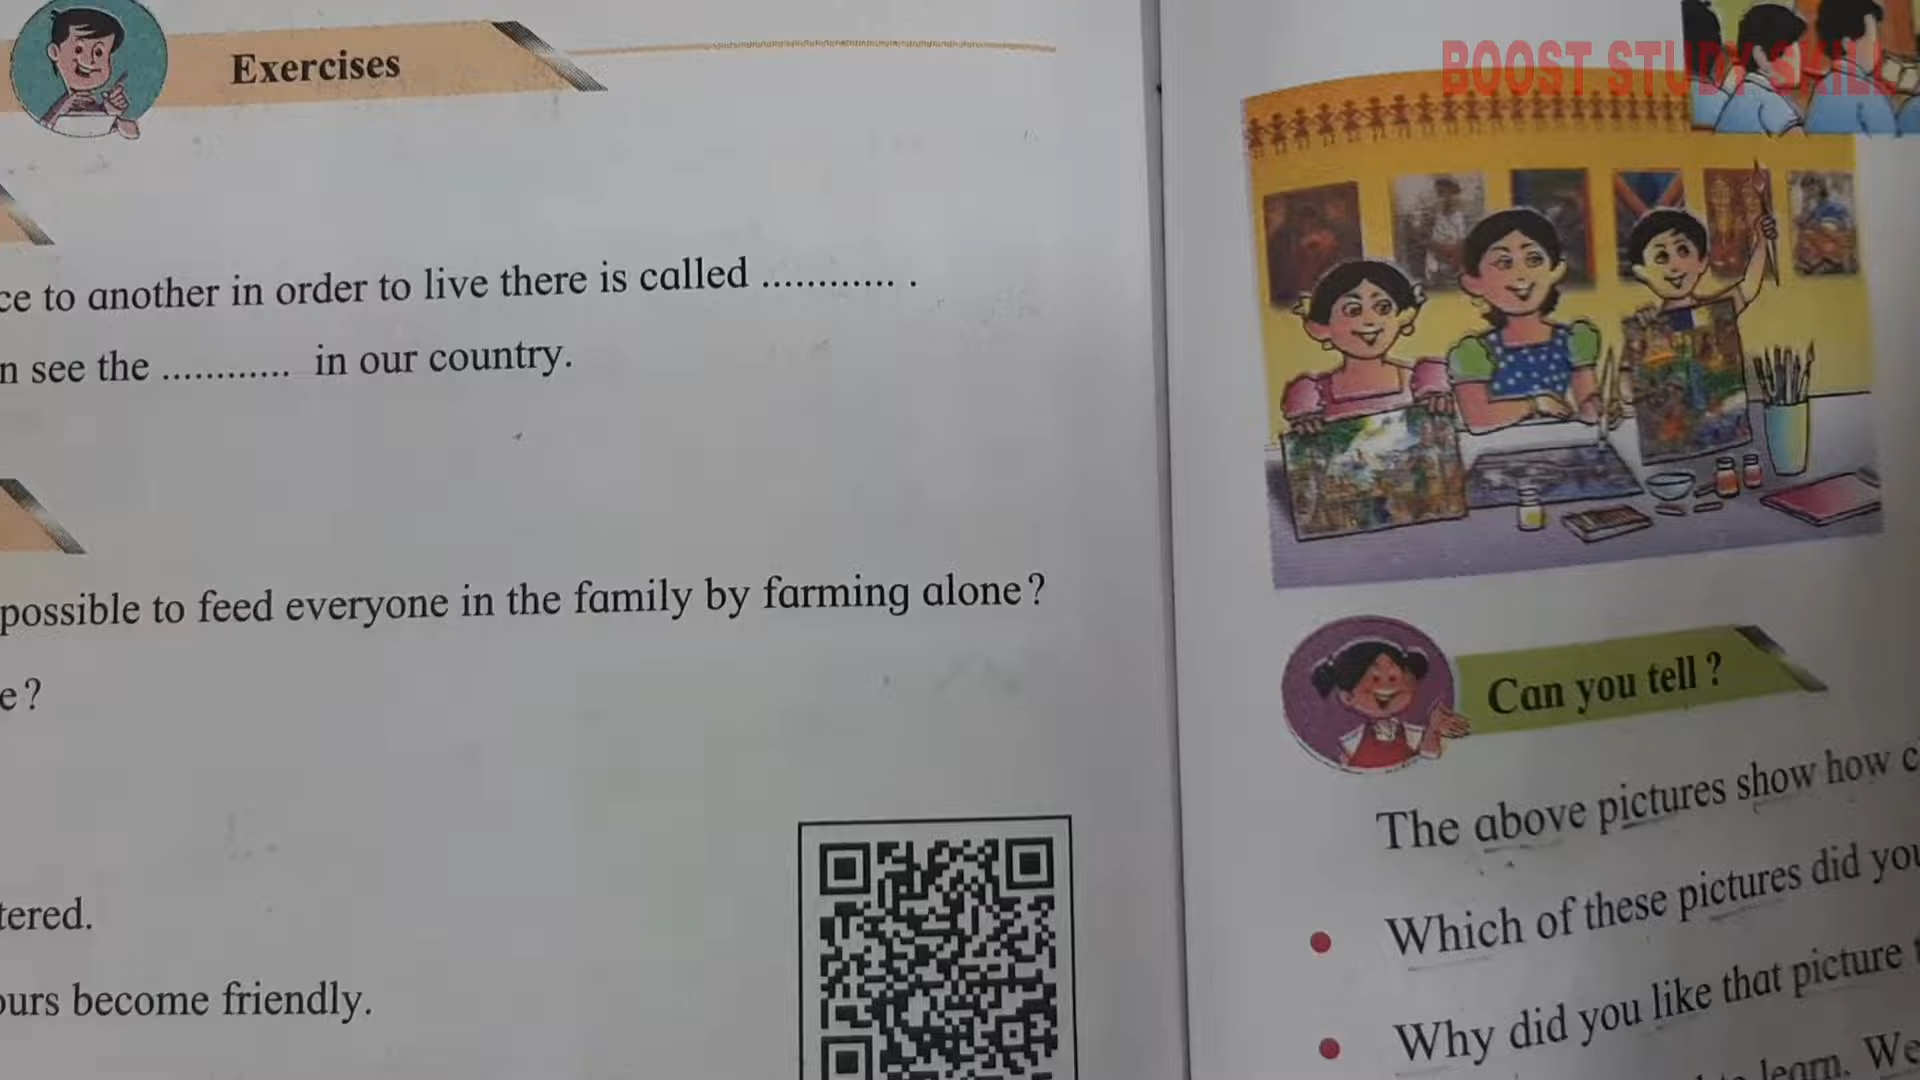 Exercises
to another in order to live there is called ............ .
see the ............ in our country.
possible to feed everyone in the family by farming alone?
ours become friendly.
BOOST STUDY SKILL
Can you tell ?
The above pictures show how
Which of these pictures did you
Why did you like that picture
learn. We